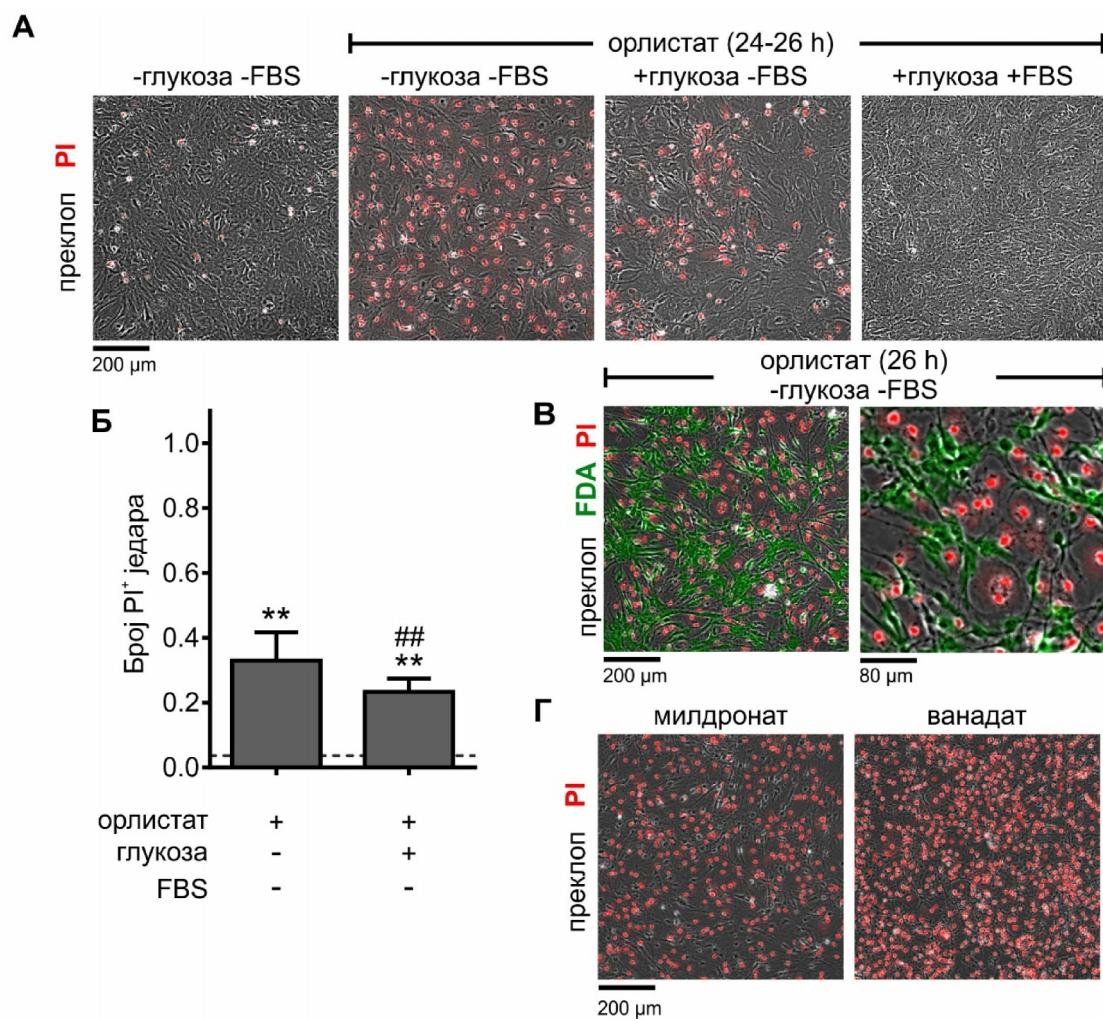 А
орлистат (24-26 h)
-глукоза -FBS
-глукоза -FBS
+глукоза -FBS
+глукоза +FBS
преклоп PI
200 µm
орлистат (26 h)
-глукоза -FBS
Б
Број PI⁺ једара
1.0
0.8
0.6
0.4
0.2
0.0
**
##
**
орлистат + +
глукоза - +
FBS - -
В
преклоп FDA PI
200 µm
80 µm
Г
милдронат
ванадат
преклоп PI
200 µm